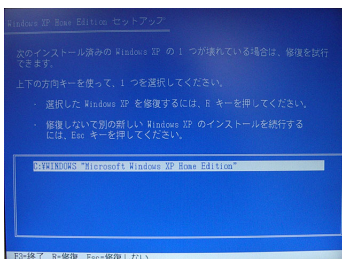 Windows XP Home Edition セットアップ
次のインストール済みの Windows XP の 1 つが壊れている場合は、修復を試行
できます。
上下の方向キーを使って、1 つを選択してください。
・ 選択した Windows XP を修復するには、R キーを押してください。
・ 修復しないで別の新しい Windows XP のインストールを続行する
には、Esc キーを押してください。
C:¥WINDOWS "Microsoft Windows XP Home Edition"
F3=終了 R=修復 Esc=修復しない